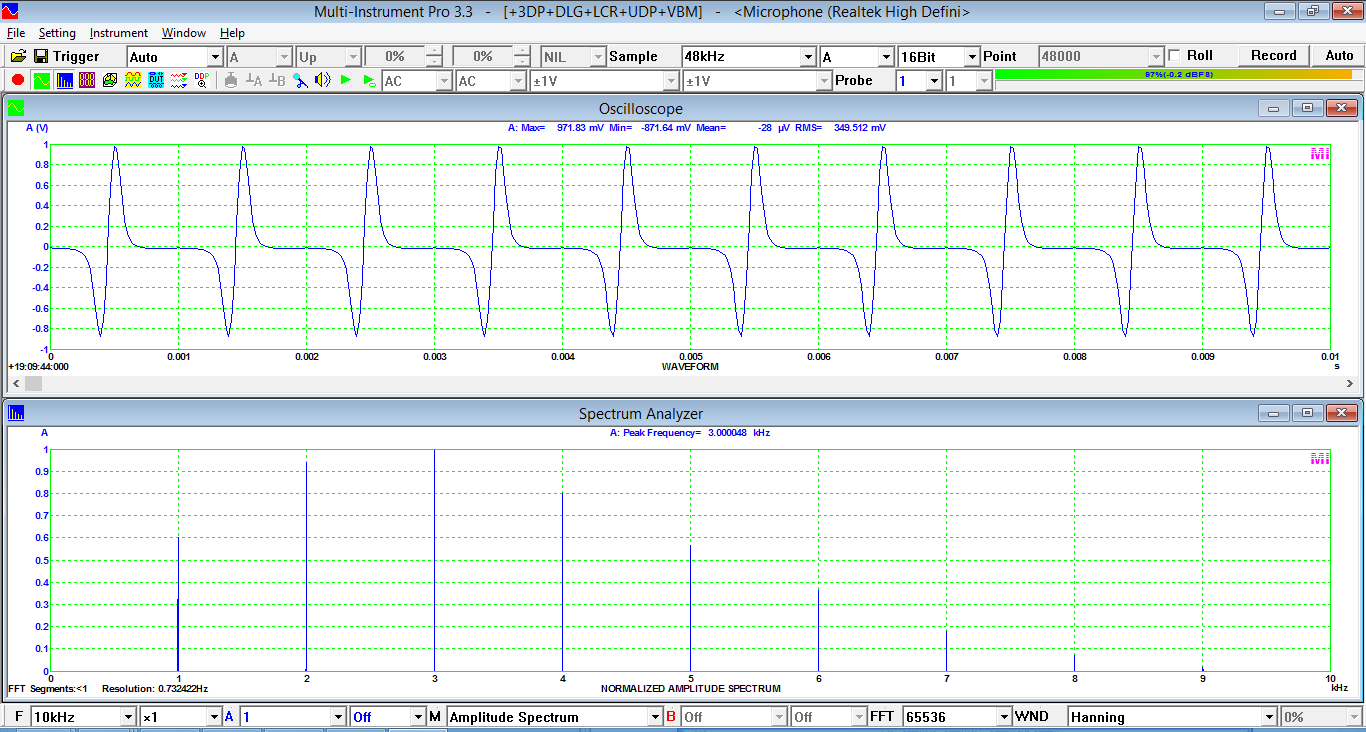 Multi-Instrument Pro 3.3 - [+3DP+DLG+LCR+UDP+VBM] - <Microphone (Realtek High Defini>
File Setting Instrument Window Help
Trigger Auto A Up 0% 0% NIL Sample 48kHz A 16Bit Point 48000 Roll Record Auto
DUT DDP A B AC AC ±1V ±1V Probe 1 1 97%(-0.2 dBFS)
Oscilloscope
A (V) A: Max= 971.83 mV Min= -871.64 mV Mean= -28 µV RMS= 349.512 mV
1
MI
0.8
0.6
0.4
0.2
0
-0.2
-0.4
-0.6
-0.8
-1
0 0.001 0.002 0.003 0.004 0.005 0.006 0.007 0.008 0.009 0.01
+19:09:44:000 WAVEFORM s
Spectrum Analyzer
A A: Peak Frequency= 3.000048 kHz
1
MI
0.9
0.8
0.7
0.6
0.5
0.4
0.3
0.2
0.1
0
0 1 2 3 4 5 6 7 8 9 10
FFT Segments:<1 Resolution: 0.732422Hz NORMALIZED AMPLITUDE SPECTRUM kHz
F 10kHz ×1 A 1 Off M Amplitude Spectrum B Off Off FFT 65536 WND Hanning 0%